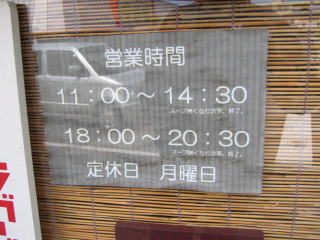 営業時間
11：00～14：30
スープ無くなり次第、終了。
18：00～20：30
スープ無くなり次第、終了。
定休日　月曜日